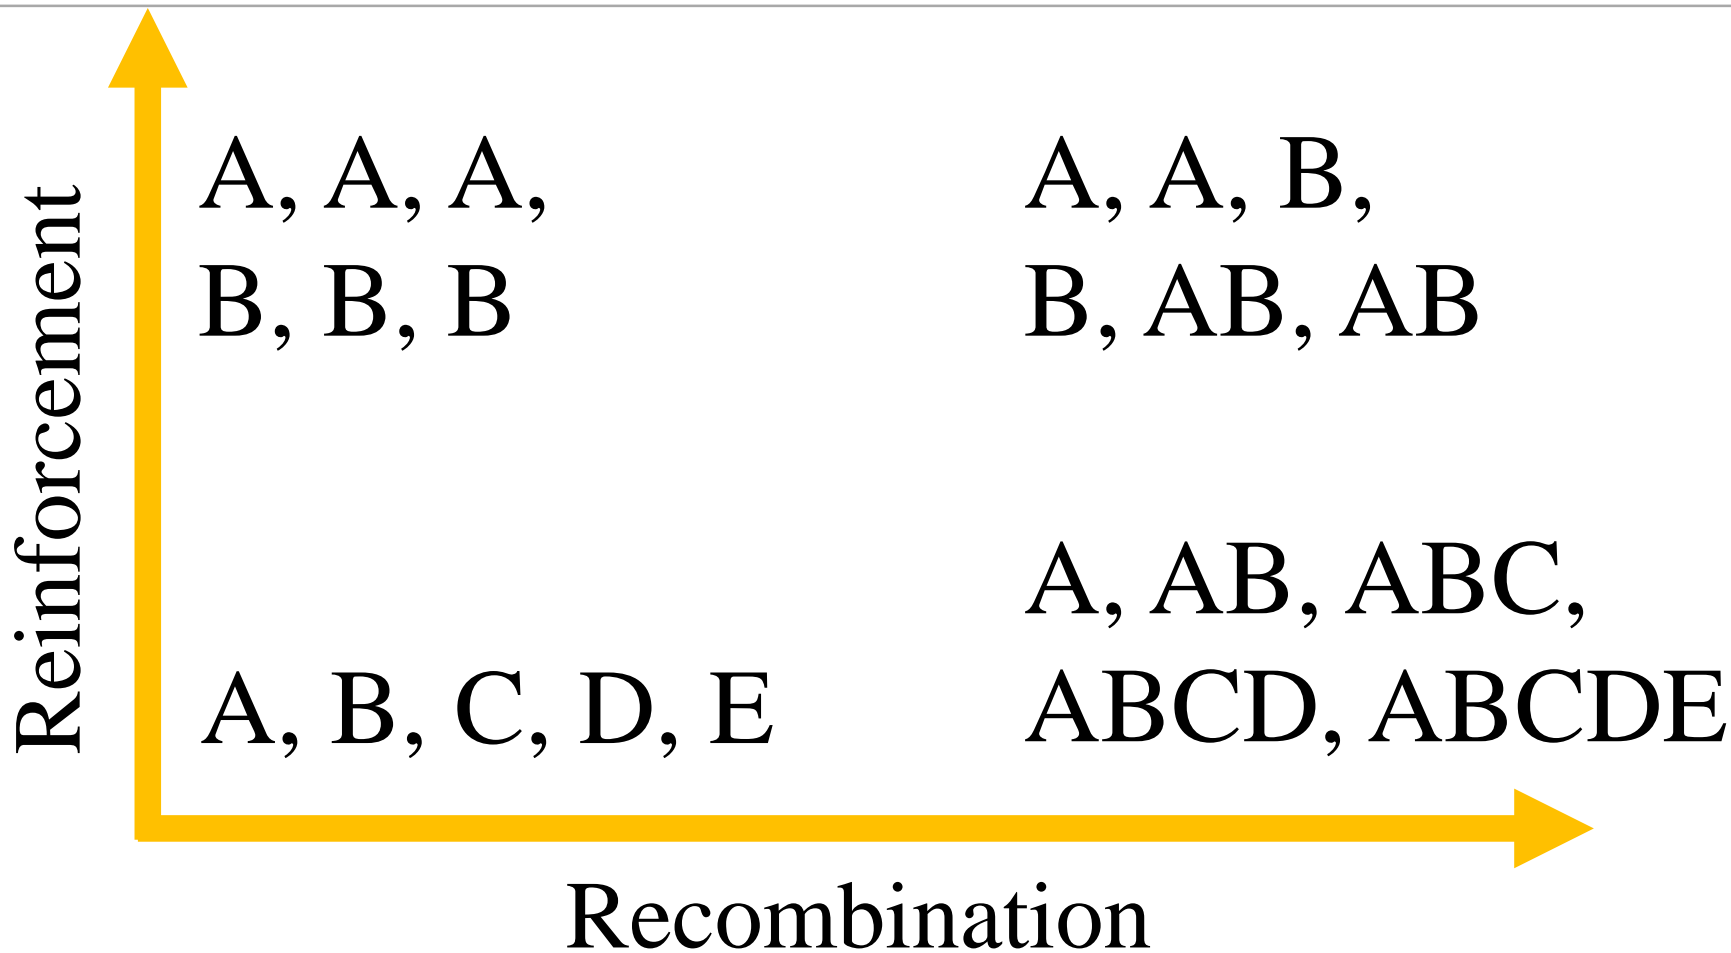 Reinforcement
A, A, A,
B, B, B
A, A, B,
B, AB, AB
A, B, C, D, E
A, AB, ABC,
ABCD, ABCDE
Recombination